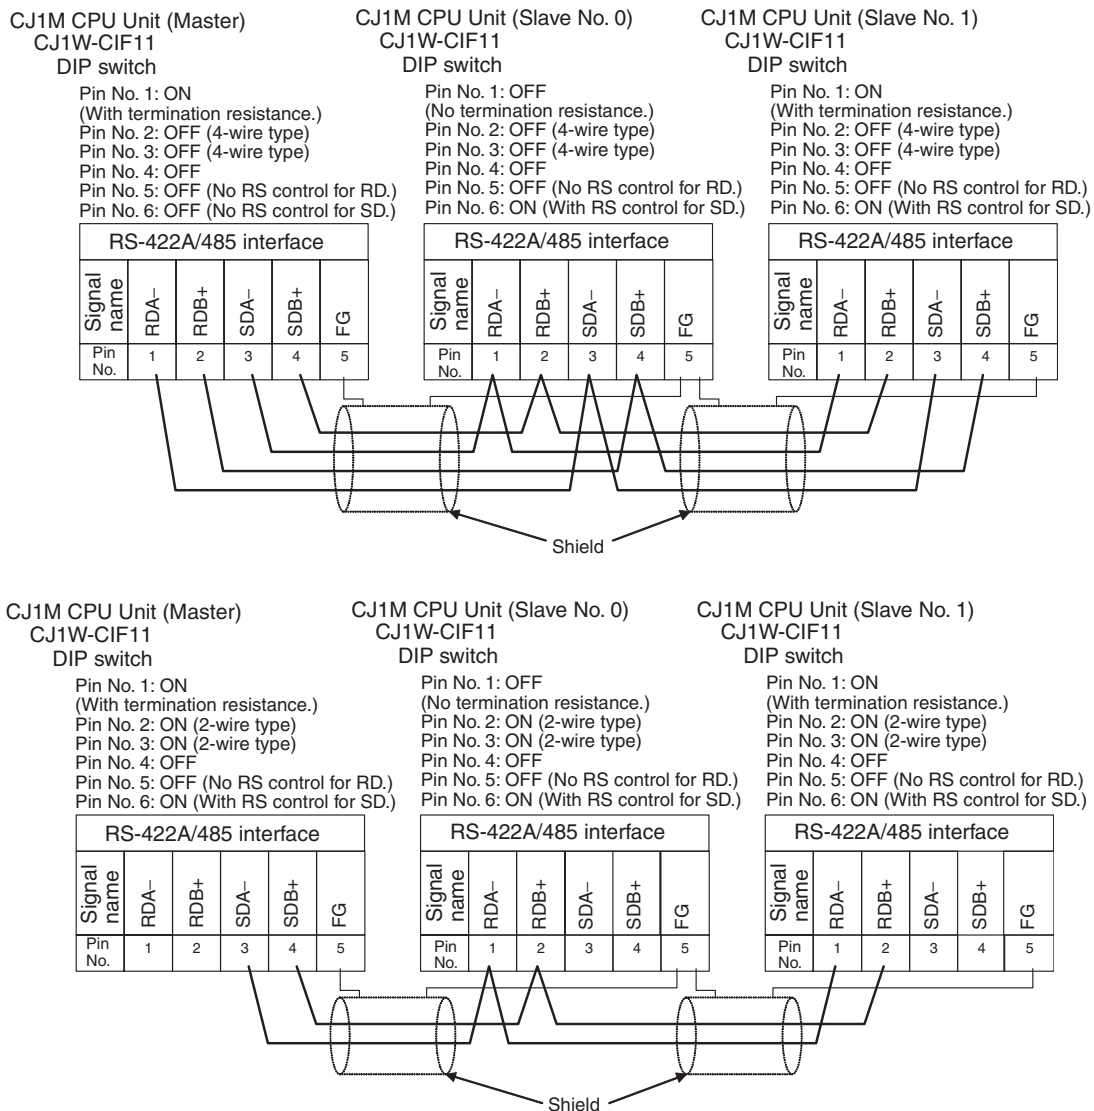 CJ1M CPU Unit (Master)
CJ1W-CIF11
DIP switch
Pin No. 1: ON
(With termination resistance.)
Pin No. 2: OFF (4-wire type)
Pin No. 3: OFF (4-wire type)
Pin No. 4: OFF
Pin No. 5: OFF (No RS control for RD.)
Pin No. 6: OFF (No RS control for SD.)
RS-422A/485 interface
Signal name
RDA–
RDB+
SDA–
SDB+
FG
Pin No.
1
2
3
4
5
CJ1M CPU Unit (Slave No. 0)
CJ1W-CIF11
DIP switch
Pin No. 1: OFF
(No termination resistance.)
Pin No. 2: OFF (4-wire type)
Pin No. 3: OFF (4-wire type)
Pin No. 4: OFF
Pin No. 5: OFF (No RS control for RD.)
Pin No. 6: ON (With RS control for SD.)
RS-422A/485 interface
Signal name
RDA–
RDB+
SDA–
SDB+
FG
Pin No.
1
2
3
4
5
CJ1M CPU Unit (Slave No. 1)
CJ1W-CIF11
DIP switch
Pin No. 1: ON
(With termination resistance.)
Pin No. 2: OFF (4-wire type)
Pin No. 3: OFF (4-wire type)
Pin No. 4: OFF
Pin No. 5: OFF (No RS control for RD.)
Pin No. 6: ON (With RS control for SD.)
RS-422A/485 interface
Signal name
RDA–
RDB+
SDA–
SDB+
FG
Pin No.
1
2
3
4
5
Shield
CJ1M CPU Unit (Master)
CJ1W-CIF11
DIP switch
Pin No. 1: ON
(With termination resistance.)
Pin No. 2: ON (2-wire type)
Pin No. 3: ON (2-wire type)
Pin No. 4: OFF
Pin No. 5: OFF (No RS control for RD.)
Pin No. 6: ON (With RS control for SD.)
RS-422A/485 interface
Signal name
RDA–
RDB+
SDA–
SDB+
FG
Pin No.
1
2
3
4
5
CJ1M CPU Unit (Slave No. 0)
CJ1W-CIF11
DIP switch
Pin No. 1: OFF
(No termination resistance.)
Pin No. 2: ON (2-wire type)
Pin No. 3: ON (2-wire type)
Pin No. 4: OFF
Pin No. 5: OFF (No RS control for RD.)
Pin No. 6: ON (With RS control for SD.)
RS-422A/485 interface
Signal name
RDA–
RDB+
SDA–
SDB+
FG
Pin No.
1
2
3
4
5
CJ1M CPU Unit (Slave No. 1)
CJ1W-CIF11
DIP switch
Pin No. 1: ON
(With termination resistance.)
Pin No. 2: ON (2-wire type)
Pin No. 3: ON (2-wire type)
Pin No. 4: OFF
Pin No. 5: OFF (No RS control for RD.)
Pin No. 6: ON (With RS control for SD.)
RS-422A/485 interface
Signal name
RDA–
RDB+
SDA–
SDB+
FG
Pin No.
1
2
3
4
5
Shield